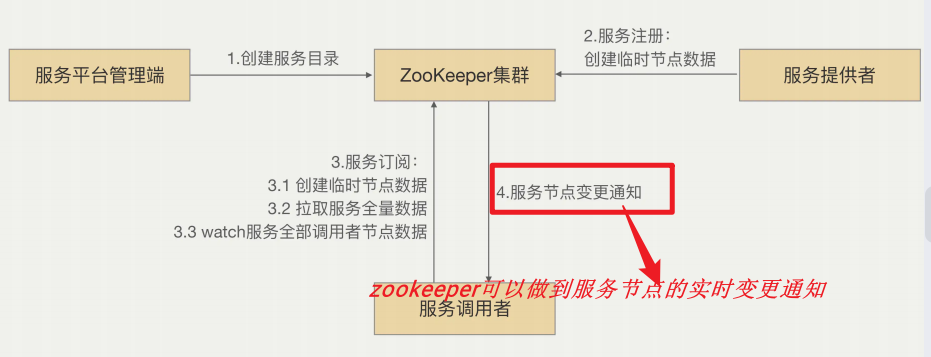 2.服务注册：
创建临时节点数据
1.创建服务目录
服务平台管理端
ZooKeeper集群
服务提供者
3.服务订阅：
3.1 创建临时节点数据
3.2 拉取服务全量数据
3.3 watch服务全部调用者节点数据
4.服务节点变更通知
zookeeper可以做到服务节点的实时变更通知
服务调用者